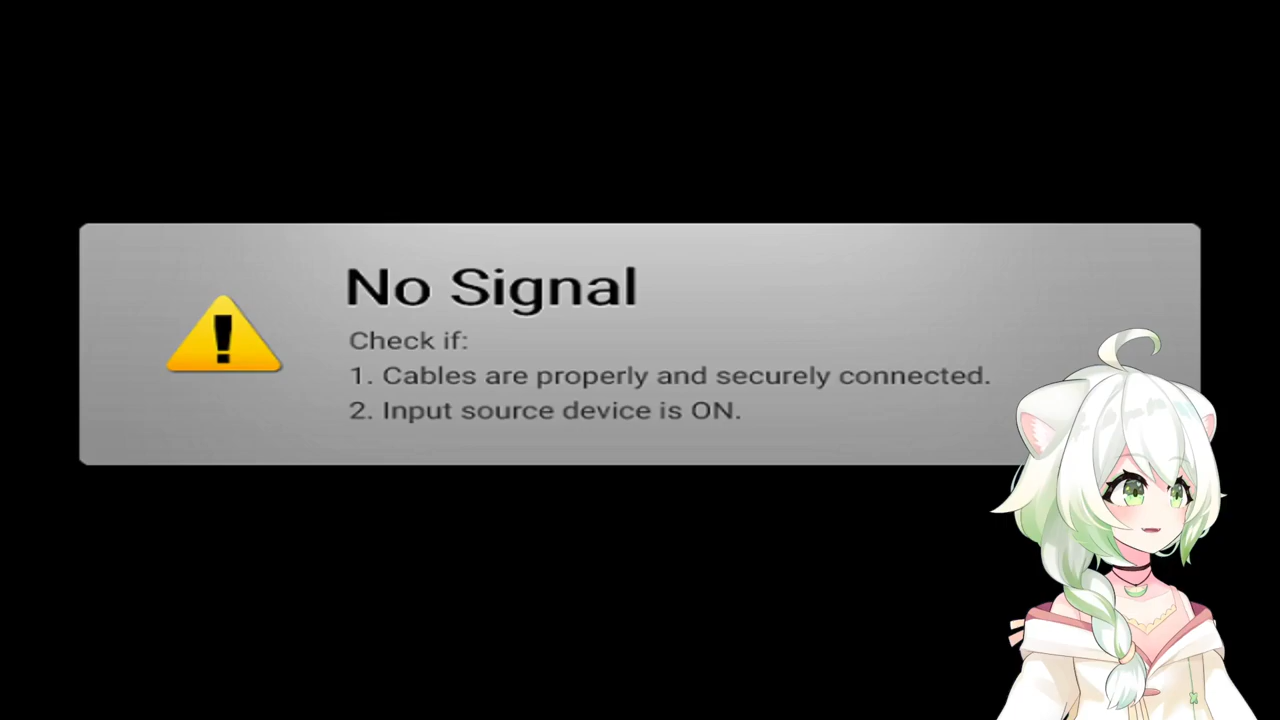 No Signal
Check if:
1. Cables are properly and securely connected.
2. Input source device is ON.